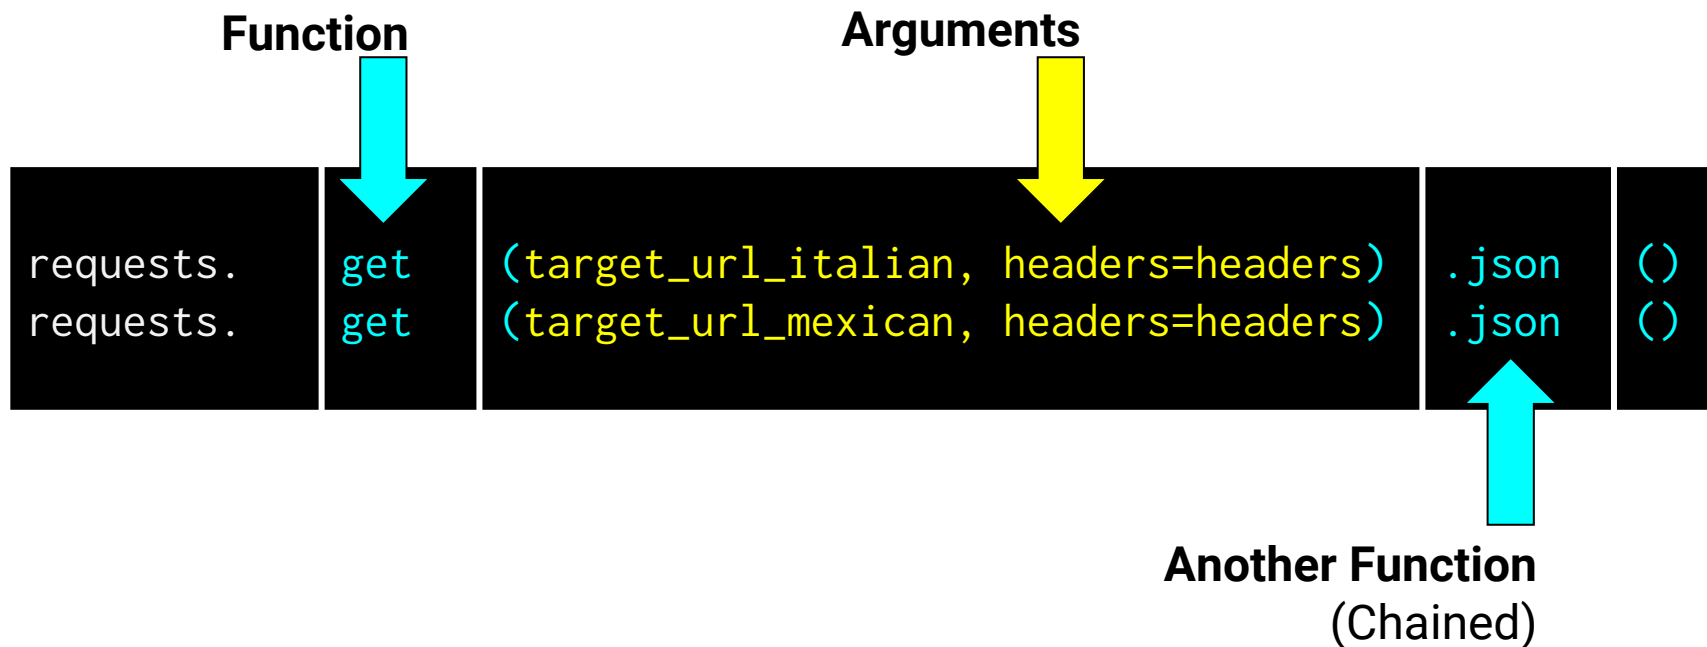 Function
Arguments
requests. get (target_url_italian, headers=headers) .json ()
requests. get (target_url_mexican, headers=headers) .json ()
Another Function
(Chained)